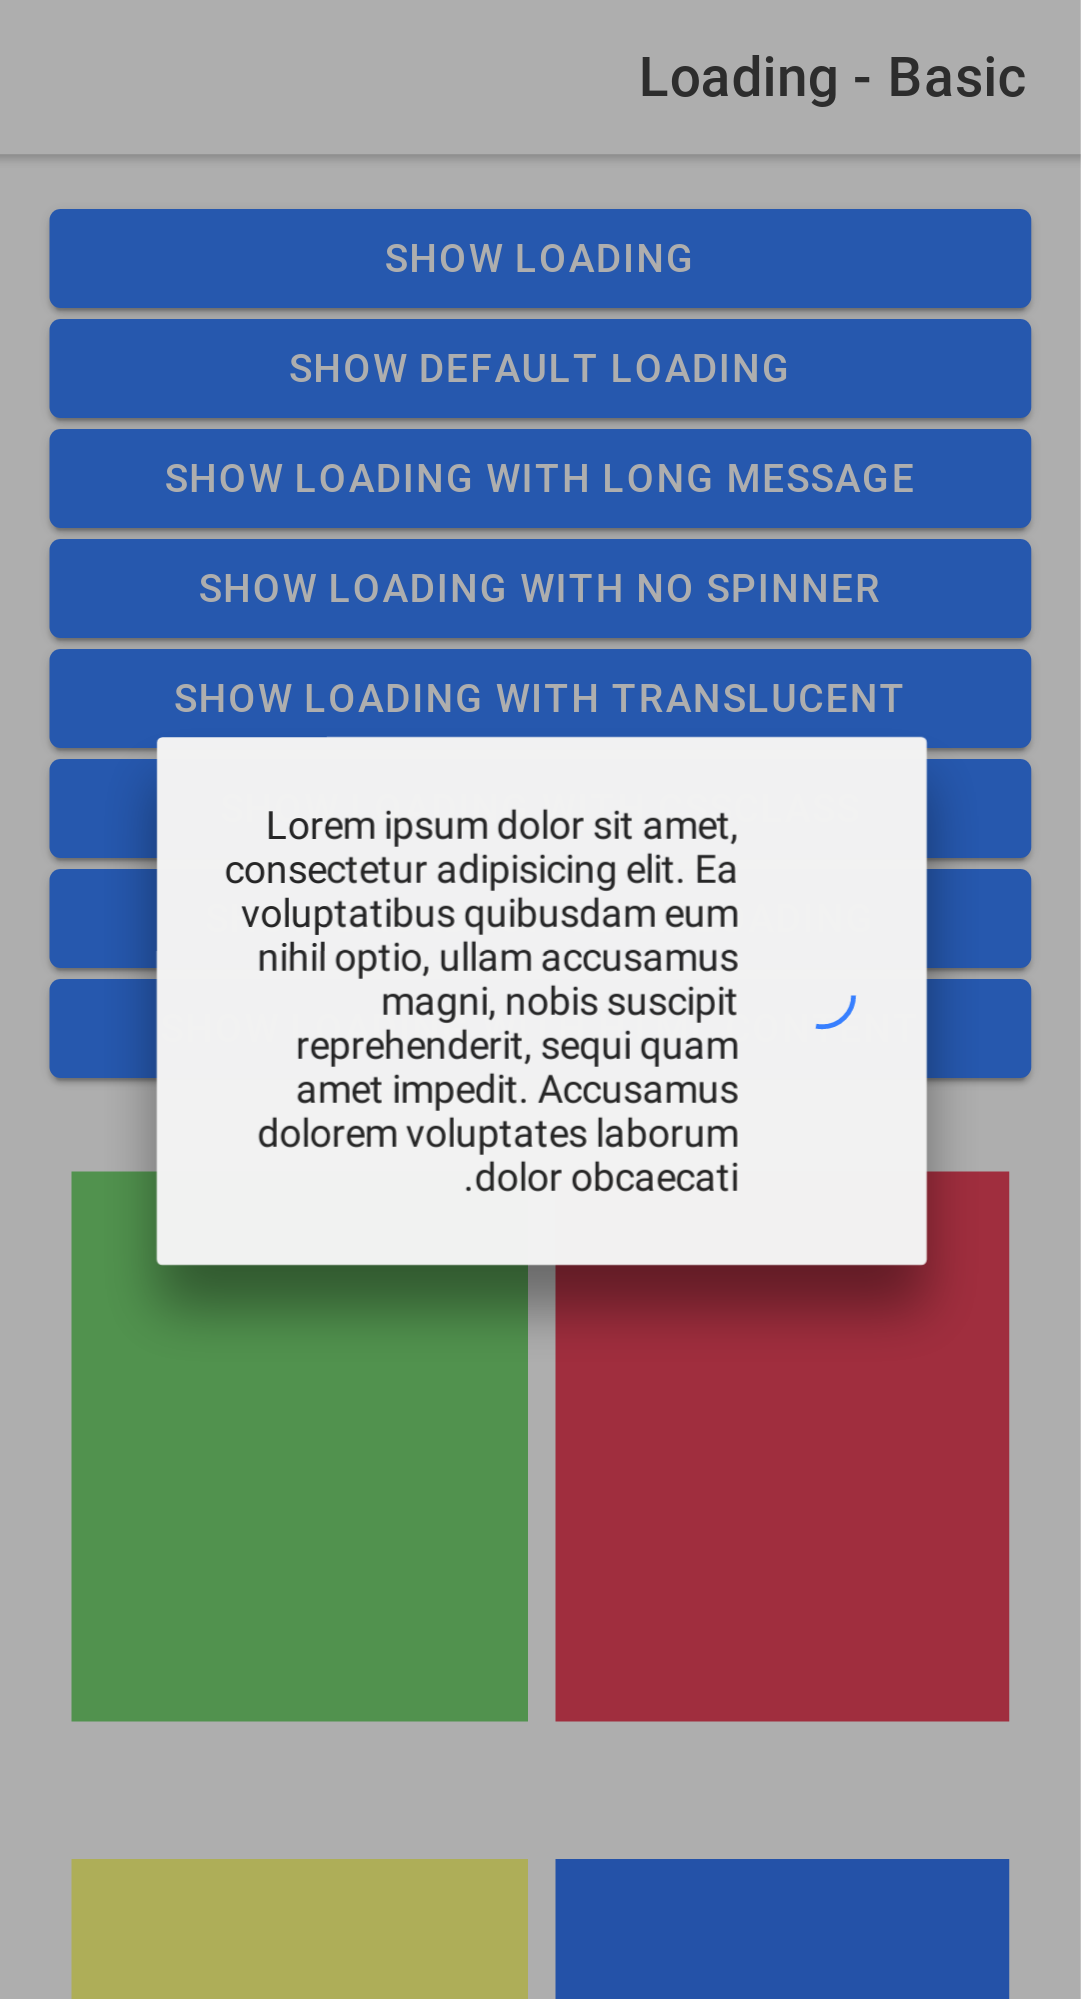 Loading - Basic
SHOW LOADING
SHOW DEFAULT LOADING
SHOW LOADING WITH LONG MESSAGE
SHOW LOADING WITH NO SPINNER
SHOW LOADING WITH TRANSLUCENT
Lorem ipsum dolor sit amet,
consectetur adipisicing elit. Ea
voluptatibus quibusdam eum
nihil optio, ullam accusamus
magni, nobis suscipit
reprehenderit, sequi quam
amet impedit. Accusamus
dolorem voluptates laborum
.dolor obcaecati